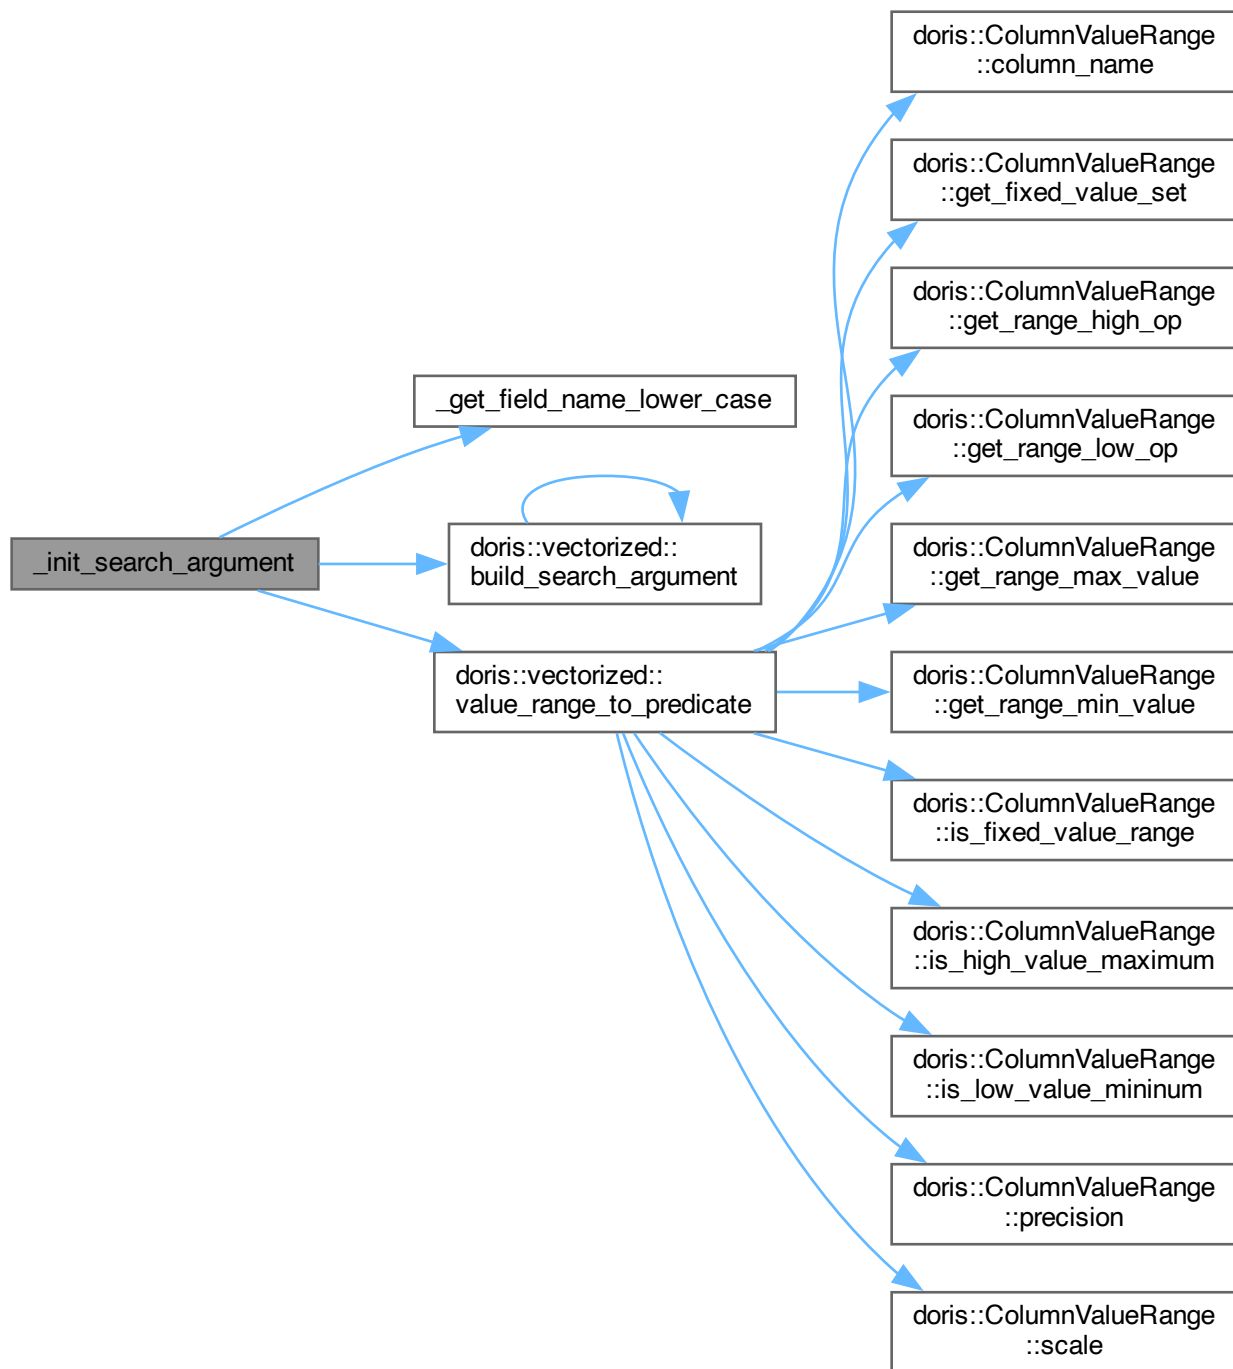 doris::ColumnValueRange
::column_name
doris::ColumnValueRange
::get_fixed_value_set
doris::ColumnValueRange
::get_range_high_op
_get_field_name_lower_case
doris::ColumnValueRange
::get_range_low_op
_init_search_argument
doris::vectorized::
build_search_argument
doris::ColumnValueRange
::get_range_max_value
doris::vectorized::
value_range_to_predicate
doris::ColumnValueRange
::get_range_min_value
doris::ColumnValueRange
::is_fixed_value_range
doris::ColumnValueRange
::is_high_value_maximum
doris::ColumnValueRange
::is_low_value_mininum
doris::ColumnValueRange
::precision
doris::ColumnValueRange
::scale